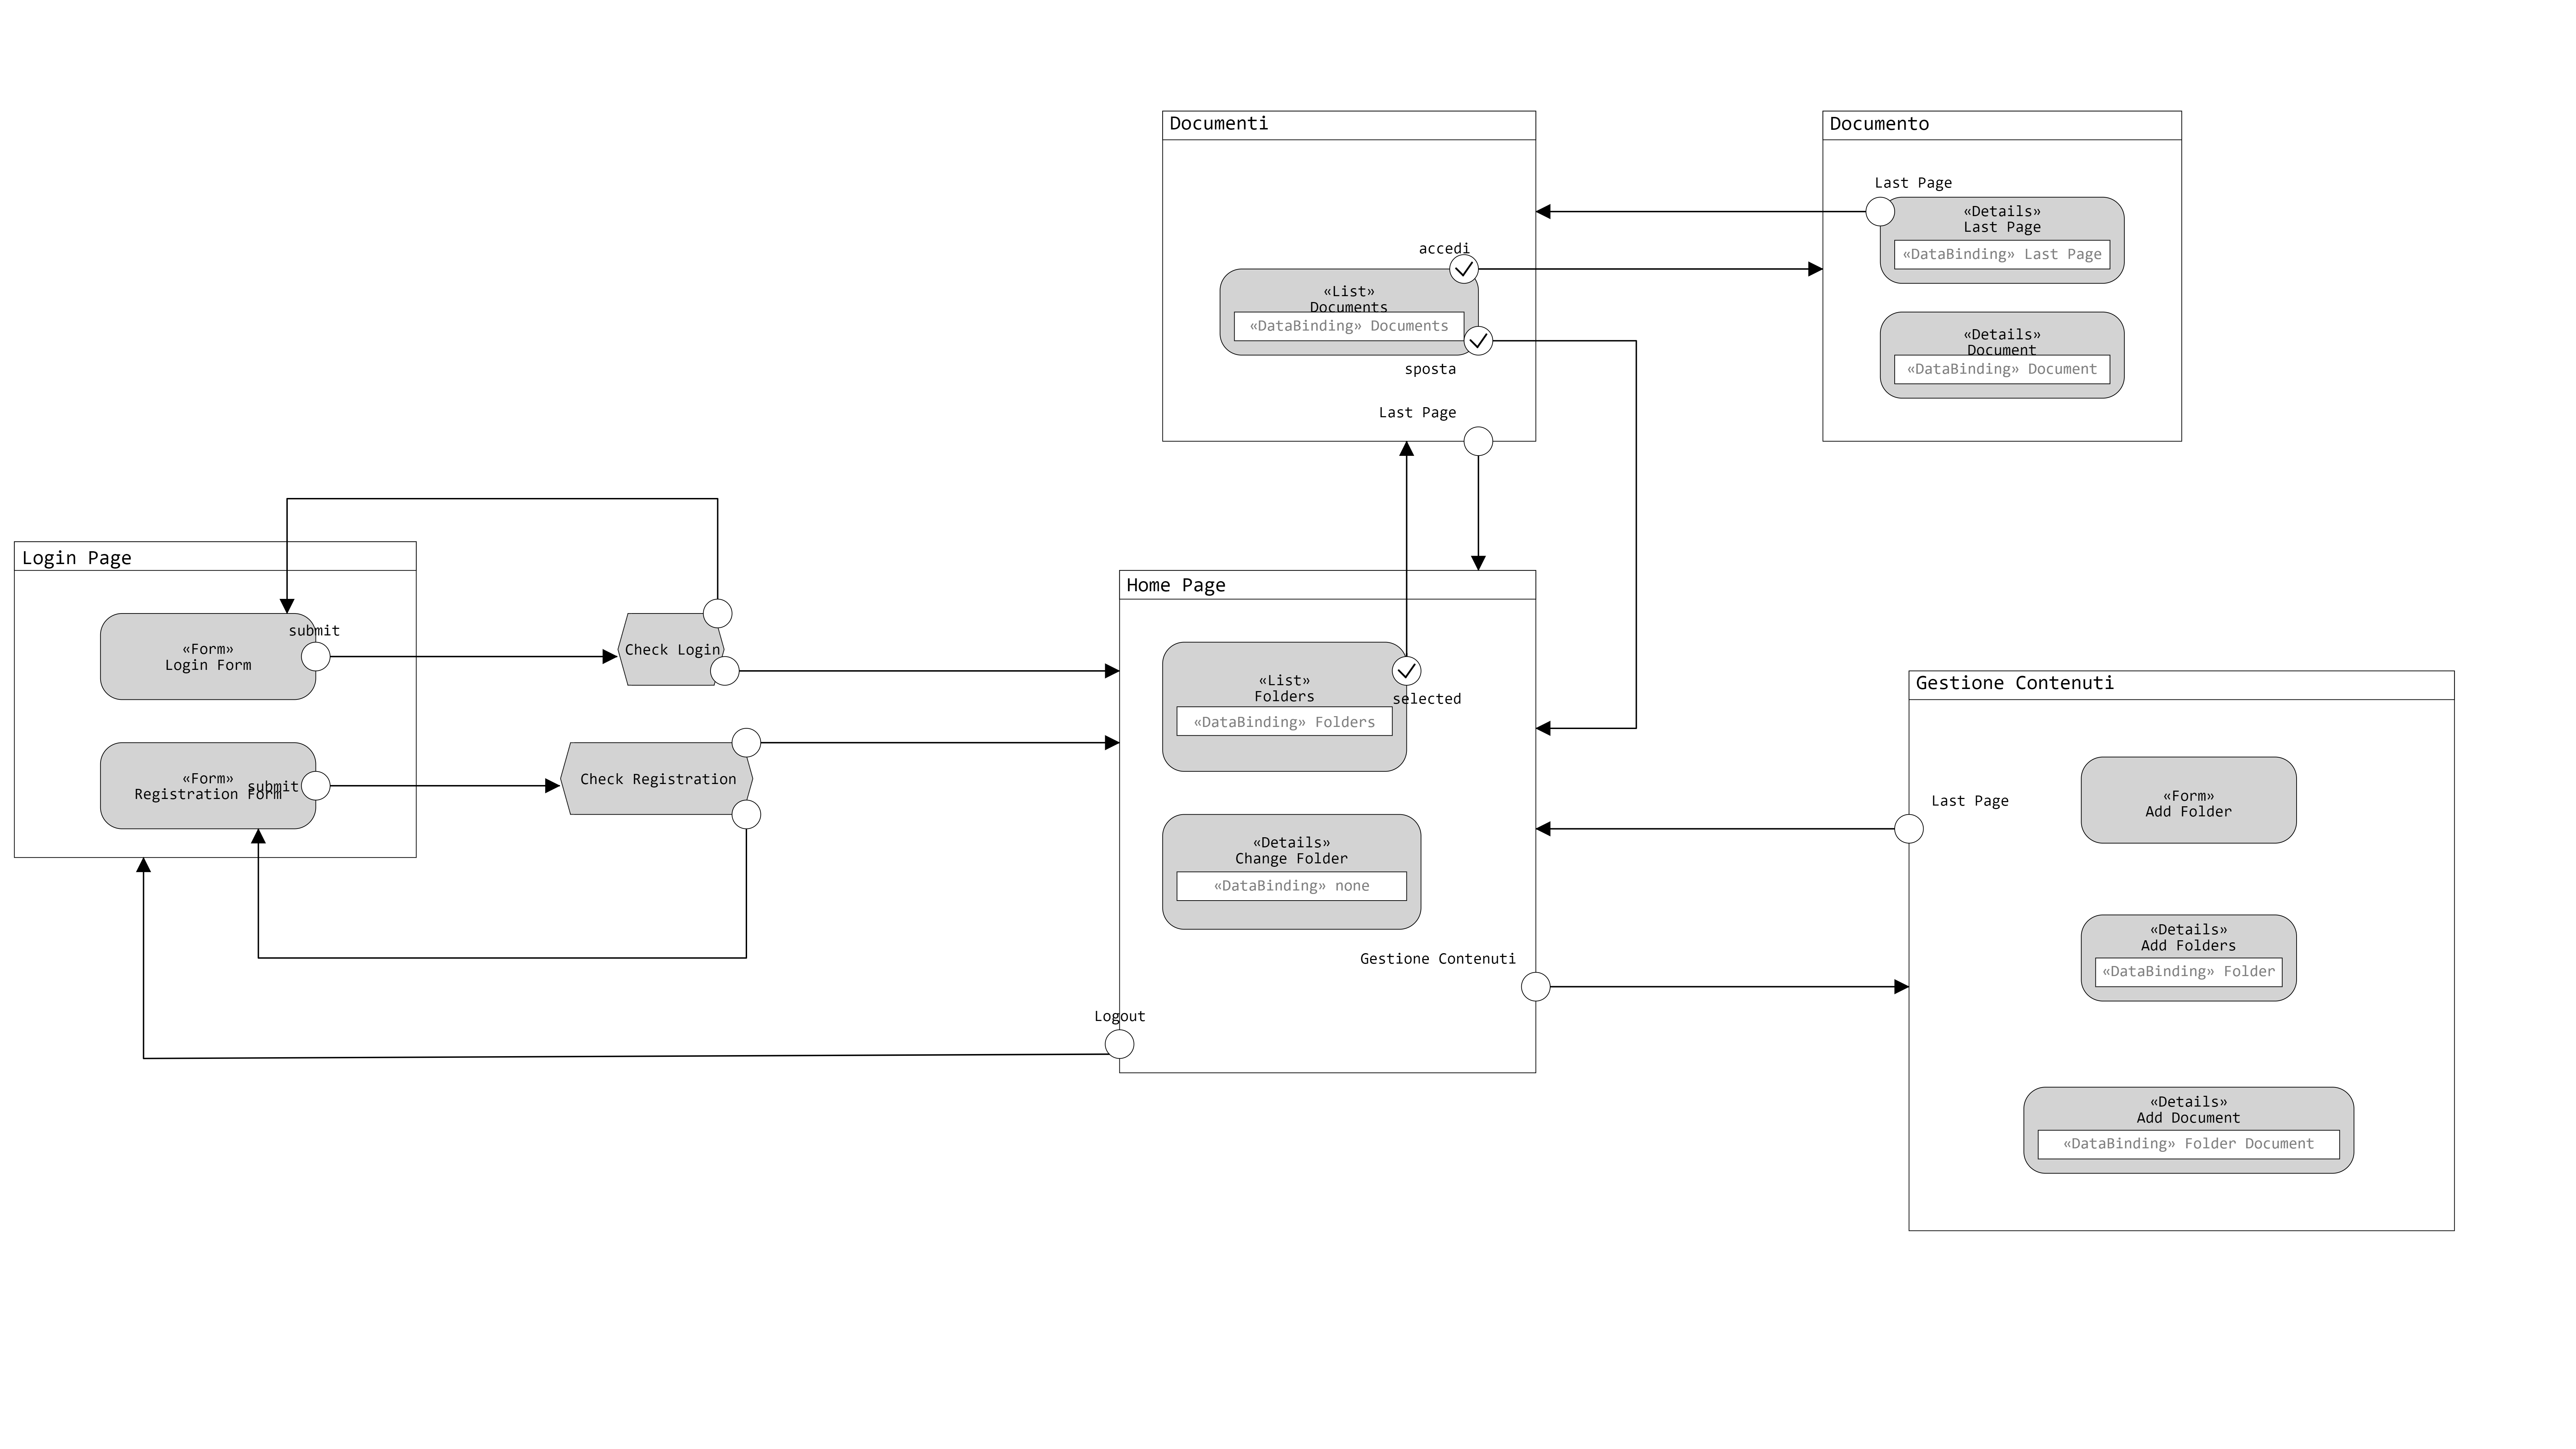 Documenti
accedi
«List»
Documents
«DataBinding» Documents
sposta
Last Page
Documento
Last Page
«Details»
Last Page
«DataBinding» Last Page
«Details»
Document
«DataBinding» Document
Login Page
submit
«Form»
Login Form
«Form»
Registration Form
submit
Check Login
Check Registration
Home Page
«List»
Folders
«DataBinding» Folders
selected
«Details»
Change Folder
«DataBinding» none
Gestione Contenuti
Logout
Gestione Contenuti
Last Page
«Form»
Add Folder
«Details»
Add Folders
«DataBinding» Folder
«Details»
Add Document
«DataBinding» Folder Document